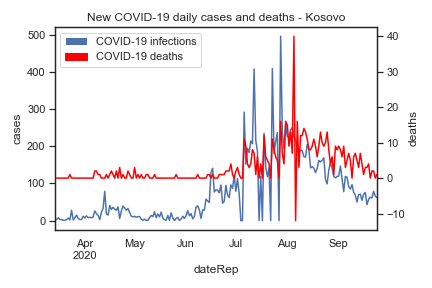 New COVID-19 daily cases and deaths - Kosovo
COVID-19 infections
COVID-19 deaths
500
400
300
200
100
0
cases
40
30
20
10
0
−10
deaths
Apr
2020
May
Jun
Jul
Aug
Sep
dateRep